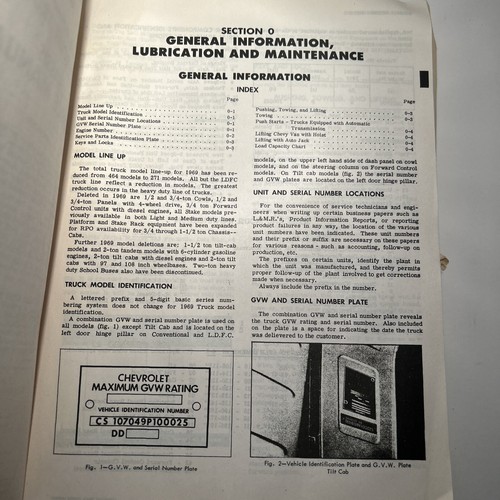 SECTION 0
GENERAL INFORMATION,
LUBRICATION AND MAINTENANCE
GENERAL INFORMATION
INDEX
Page
Model Line Up 0-1
Truck Model Identification 0-1
Unit and Serial Number Locations 0-1
GVW Serial Number Plate 0-1
Engine Number 0-2
Service Parts Identification Plate 0-2
Keys and Locks 0-2
Page
Pushing, Towing, and Lifting 0-3
Towing 0-3
Push Starts - Trucks Equipped with Automatic
Transmission
Lifting Chevy Van with Hoist
Lifting with Auto Jack
Load Capacity Chart
MODEL LINE UP
The total truck model line-up for 1969 has been re-
duced from 464 models to 271 models. All but the LDFC
truck line reflect a reduction in models. The greatest
reduction occurs in the heavy duty line of trucks.
Deleted in 1969 are 1/2 and 3/4-ton Cowls, 1/2 and
3/4-ton Panels with 4-wheel drive, 3/4 ton Forward
Control units with diesel engines, all Stake models pre-
viously available in both Light and Medium duty lines.
Platform and Stake Rack equipment have been expanded
for RPO availability for 3/4 through 1-1/2 ton Chassis--
Cabs.
Further 1969 model deletions are: 1-1/2 ton tilt-cab
models and 2-ton tandem models with 6-cylinder gasoline
engines, 2-ton tilt cabs with diesel engines and 2-ton tilt
cabs with 97 and 108 inch wheelbases. Two-ton heavy
duty School Buses also have been discontinued.
TRUCK MODEL IDENTIFICATION
A lettered prefix and 5-digit basic series num-
bering system does not change for 1969 Truck model
identification.
A combination GVW and serial number plate is used on
all models (fig. 1) except Tilt Cab and is located on the
left door hinge pillar on Conventional and L.D.F.C.
models, on the upper left hand side of dash panel on cowl
models, and on the steering column on Forward Control
models. On Tilt cab models (fig. 2) the serial number
and GVW plates are located on the left door hinge pillar.
UNIT AND SERIAL NUMBER LOCATIONS
For the convenience of service technicians and engi-
neers when writing up certain business papers such as
Product Information Reports, or reporting
product failures in any way, the location of the various
unit numbers have been indicated. These unit numbers
and their prefix or suffix are necessary on these papers
for various reasons - such as accounting, follow-up on
production, etc.
The prefixes on certain units, identify the plant in
which the unit was manufactured, and thereby permits
proper follow-up of the plant involved to get corrections
made when necessary.
Always include the prefix in the number.
GVW AND SERIAL NUMBER PLATE
The combination GVW and serial number plate reveals
the truck GVW rating and serial number. Also included
on the plate is a space for indicating the date the truck
was delivered to the customer.
CHEVROLET
MAXIMUM GVW RATING
VEHICLE IDENTIFICATION NUMBER
CS 107049P100025
DD
Fig. 1—G.V.W. and Serial Number Plate
Fig. 2—Vehicle Identification Plate and G.V.W. Plate
Tilt Cab